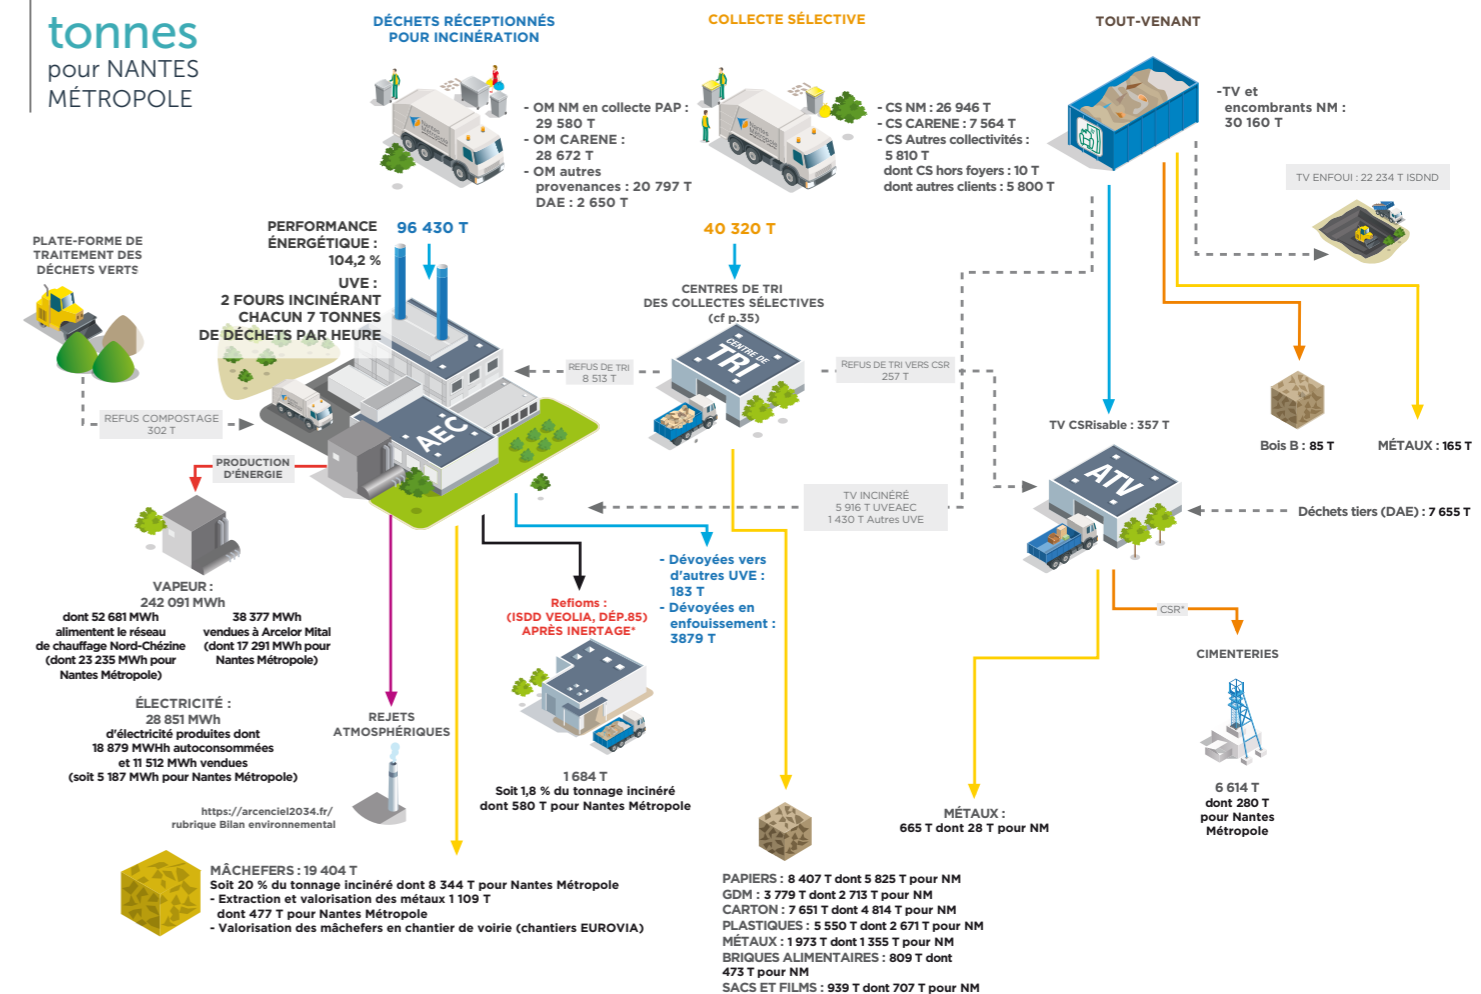 tonnes
pour NANTES
MÉTROPOLE
DÉCHETS RÉCEPTIONNÉS
POUR INCINÉRATION
- OM NM en collecte PAP :
29 580 T
- OM CARENE :
28 672 T
- OM autres
provenances : 20 797 T
DAE : 2 650 T
COLLECTE SÉLECTIVE
- CS NM : 26 946 T
- CS CARENE : 7 564 T
- CS Autres collectivités :
5 810 T
dont CS hors foyers : 10 T
dont autres clients : 5 800 T
TOUT-VENANT
-TV et
encombrants NM :
30 160 T
TV ENFOUI : 22 234 T ISDND
PLATE-FORME DE
TRAITEMENT DES
DÉCHETS VERTS
PERFORMANCE
ÉNERGÉTIQUE :
104,2 %
UVE :
2 FOURS INCINÉRANT
CHACUN 7 TONNES
DE DÉCHETS PAR HEURE
96 430 T
40 320 T
CENTRES DE TRI
DES COLLECTES SÉLECTIVES
(cf p.35)
CENTRE DE
TRI
REFUS DE TRI
8 513 T
REFUS DE TRI VERS CSR
257 T
REFUS COMPOSTAGE
302 T
AEC
PRODUCTION
D'ÉNERGIE
TV CSRisable : 357 T
Bois B : 85 T
MÉTAUX : 165 T
ATV
TV INCINÉRÉ
5 916 T UVEAEC
1 430 T Autres UVE
Déchets tiers (DAE) : 7 655 T
VAPEUR :
242 091 MWh
dont 52 681 MWh
alimentent le réseau
de chauffage Nord-Chézine
(dont 23 235 MWh pour
Nantes Métropole)
38 377 MWh
vendues à Arcelor Mital
(dont 17 291 MWh pour
Nantes Métropole)
ÉLECTRICITÉ :
28 851 MWh
d'électricité produites dont
18 879 MWHh autoconsommées
et 11 512 MWh vendues
(soit 5 187 MWh pour Nantes Métropole)
https://arcenciel2034.fr/
rubrique Bilan environnemental
REJETS
ATMOSPHÉRIQUES
Refioms :
(ISDD VEOLIA, DÉP.85)
APRÈS INERTAGE*
1 684 T
Soit 1,8 % du tonnage incinéré
dont 580 T pour Nantes Métropole
- Dévoyées vers
d'autres UVE :
183 T
- Dévoyées en
enfouissement :
3879 T
CSR*
CIMENTERIES
6 614 T
dont 280 T
pour Nantes
Métropole
MÉTAUX :
665 T dont 28 T pour NM
MÂCHEFERS : 19 404 T
Soit 20 % du tonnage incinéré dont 8 344 T pour Nantes Métropole
- Extraction et valorisation des métaux 1 109 T
dont 477 T pour Nantes Métropole
- Valorisation des mâchefers en chantier de voirie (chantiers EUROVIA)
PAPIERS : 8 407 T dont 5 825 T pour NM
GDM : 3 779 T dont 2 713 T pour NM
CARTON : 7 651 T dont 4 814 T pour NM
PLASTIQUES : 5 550 T dont 2 671 T pour NM
MÉTAUX : 1 973 T dont 1 355 T pour NM
BRIQUES ALIMENTAIRES : 809 T dont
473 T pour NM
SACS ET FILMS : 939 T dont 707 T pour NM